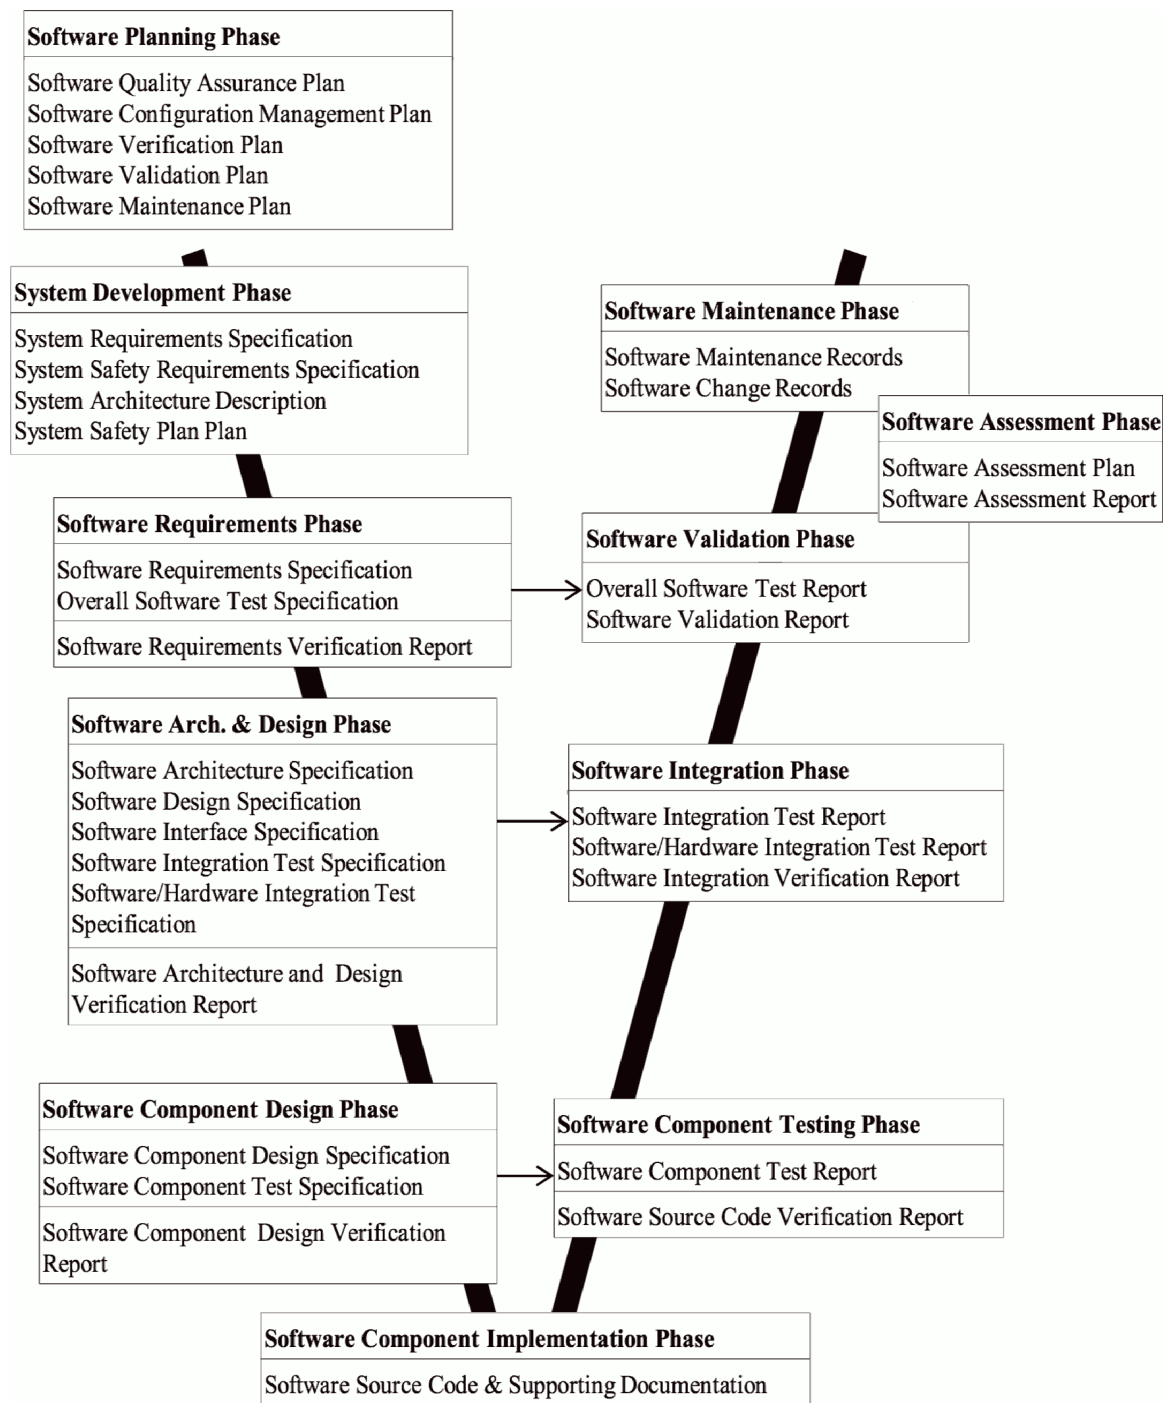 Software Planning Phase
Software Quality Assurance Plan
Software Configuration Management Plan
Software Verification Plan
Software Validation Plan
Software Maintenance Plan
System Development Phase
System Requirements Specification
System Safety Requirements Specification
System Architecture Description
System Safety Plan Plan
Software Maintenance Phase
Software Maintenance Records
Software Change Records
Software Assessment Phase
Software Assessment Plan
Software Assessment Report
Software Requirements Phase
Software Requirements Specification
Overall Software Test Specification
Software Requirements Verification Report
Software Validation Phase
Overall Software Test Report
Software Validation Report
Software Arch. & Design Phase
Software Architecture Specification
Software Design Specification
Software Interface Specification
Software Integration Test Specification
Software/Hardware Integration Test
Specification
Software Architecture and Design
Verification Report
Software Integration Phase
Software Integration Test Report
Software/Hardware Integration Test Report
Software Integration Verification Report
Software Component Design Phase
Software Component Design Specification
Software Component Test Specification
Software Component Design Verification
Report
Software Component Testing Phase
Software Component Test Report
Software Source Code Verification Report
Software Component Implementation Phase
Software Source Code & Supporting Documentation